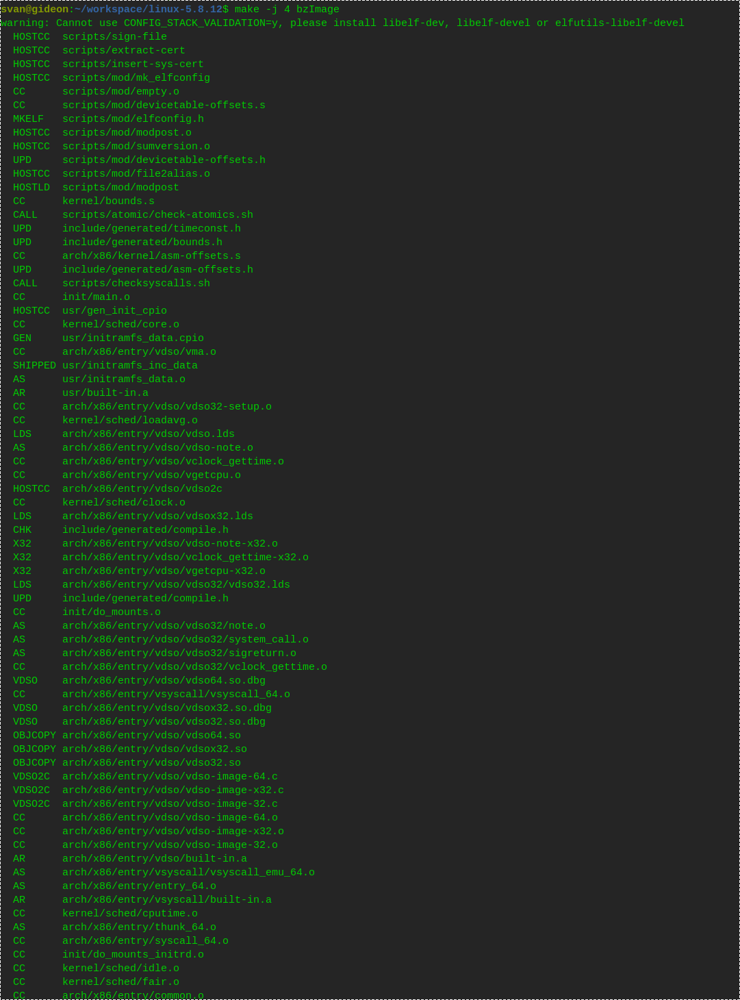 svan@gideon:~/workspace/linux-5.8.12$ make -j 4 bzImage
warning: Cannot use CONFIG_STACK_VALIDATION=y, please install libelf-dev, libelf-devel or elfutils-libelf-devel
  HOSTCC  scripts/sign-file
  HOSTCC  scripts/extract-cert
  HOSTCC  scripts/insert-sys-cert
  HOSTCC  scripts/mod/mk_elfconfig
  CC      scripts/mod/empty.o
  CC      scripts/mod/devicetable-offsets.s
  MKELF   scripts/mod/elfconfig.h
  HOSTCC  scripts/mod/modpost.o
  HOSTCC  scripts/mod/sumversion.o
  UPD     scripts/mod/devicetable-offsets.h
  HOSTCC  scripts/mod/file2alias.o
  HOSTLD  scripts/mod/modpost
  CC      kernel/bounds.s
  CALL    scripts/atomic/check-atomics.sh
  UPD     include/generated/timeconst.h
  UPD     include/generated/bounds.h
  CC      arch/x86/kernel/asm-offsets.s
  UPD     include/generated/asm-offsets.h
  CALL    scripts/checksyscalls.sh
  CC      init/main.o
  HOSTCC  usr/gen_init_cpio
  CC      kernel/sched/core.o
  GEN     usr/initramfs_data.cpio
  CC      arch/x86/entry/vdso/vma.o
  SHIPPED usr/initramfs_inc_data
  AS      usr/initramfs_data.o
  AR      usr/built-in.a
  CC      arch/x86/entry/vdso/vdso32-setup.o
  CC      kernel/sched/loadavg.o
  LDS     arch/x86/entry/vdso/vdso.lds
  AS      arch/x86/entry/vdso/vdso-note.o
  CC      arch/x86/entry/vdso/vclock_gettime.o
  CC      arch/x86/entry/vdso/vgetcpu.o
  HOSTCC  arch/x86/entry/vdso/vdso2c
  CC      kernel/sched/clock.o
  LDS     arch/x86/entry/vdso/vdsox32.lds
  CHK     include/generated/compile.h
  X32     arch/x86/entry/vdso/vdso-note-x32.o
  X32     arch/x86/entry/vdso/vclock_gettime-x32.o
  X32     arch/x86/entry/vdso/vgetcpu-x32.o
  LDS     arch/x86/entry/vdso/vdso32/vdso32.lds
  UPD     include/generated/compile.h
  CC      init/do_mounts.o
  AS      arch/x86/entry/vdso/vdso32/note.o
  AS      arch/x86/entry/vdso/vdso32/system_call.o
  AS      arch/x86/entry/vdso/vdso32/sigreturn.o
  CC      arch/x86/entry/vdso/vdso32/vclock_gettime.o
  VDSO    arch/x86/entry/vdso/vdso64.so.dbg
  CC      arch/x86/entry/vsyscall/vsyscall_64.o
  VDSO    arch/x86/entry/vdso/vdsox32.so.dbg
  VDSO    arch/x86/entry/vdso/vdso32.so.dbg
  OBJCOPY arch/x86/entry/vdso/vdso64.so
  OBJCOPY arch/x86/entry/vdso/vdsox32.so
  OBJCOPY arch/x86/entry/vdso/vdso32.so
  VDSO2C  arch/x86/entry/vdso/vdso-image-64.c
  VDSO2C  arch/x86/entry/vdso/vdso-image-x32.c
  VDSO2C  arch/x86/entry/vdso/vdso-image-32.c
  CC      arch/x86/entry/vdso/vdso-image-64.o
  CC      arch/x86/entry/vdso/vdso-image-x32.o
  CC      arch/x86/entry/vdso/vdso-image-32.o
  AR      arch/x86/entry/vdso/built-in.a
  AS      arch/x86/entry/vsyscall/vsyscall_emu_64.o
  AS      arch/x86/entry/entry_64.o
  AR      arch/x86/entry/vsyscall/built-in.a
  CC      kernel/sched/cputime.o
  AS      arch/x86/entry/thunk_64.o
  CC      arch/x86/entry/syscall_64.o
  CC      init/do_mounts_initrd.o
  CC      kernel/sched/idle.o
  CC      kernel/sched/fair.o
  CC      arch/x86/entry/common.o